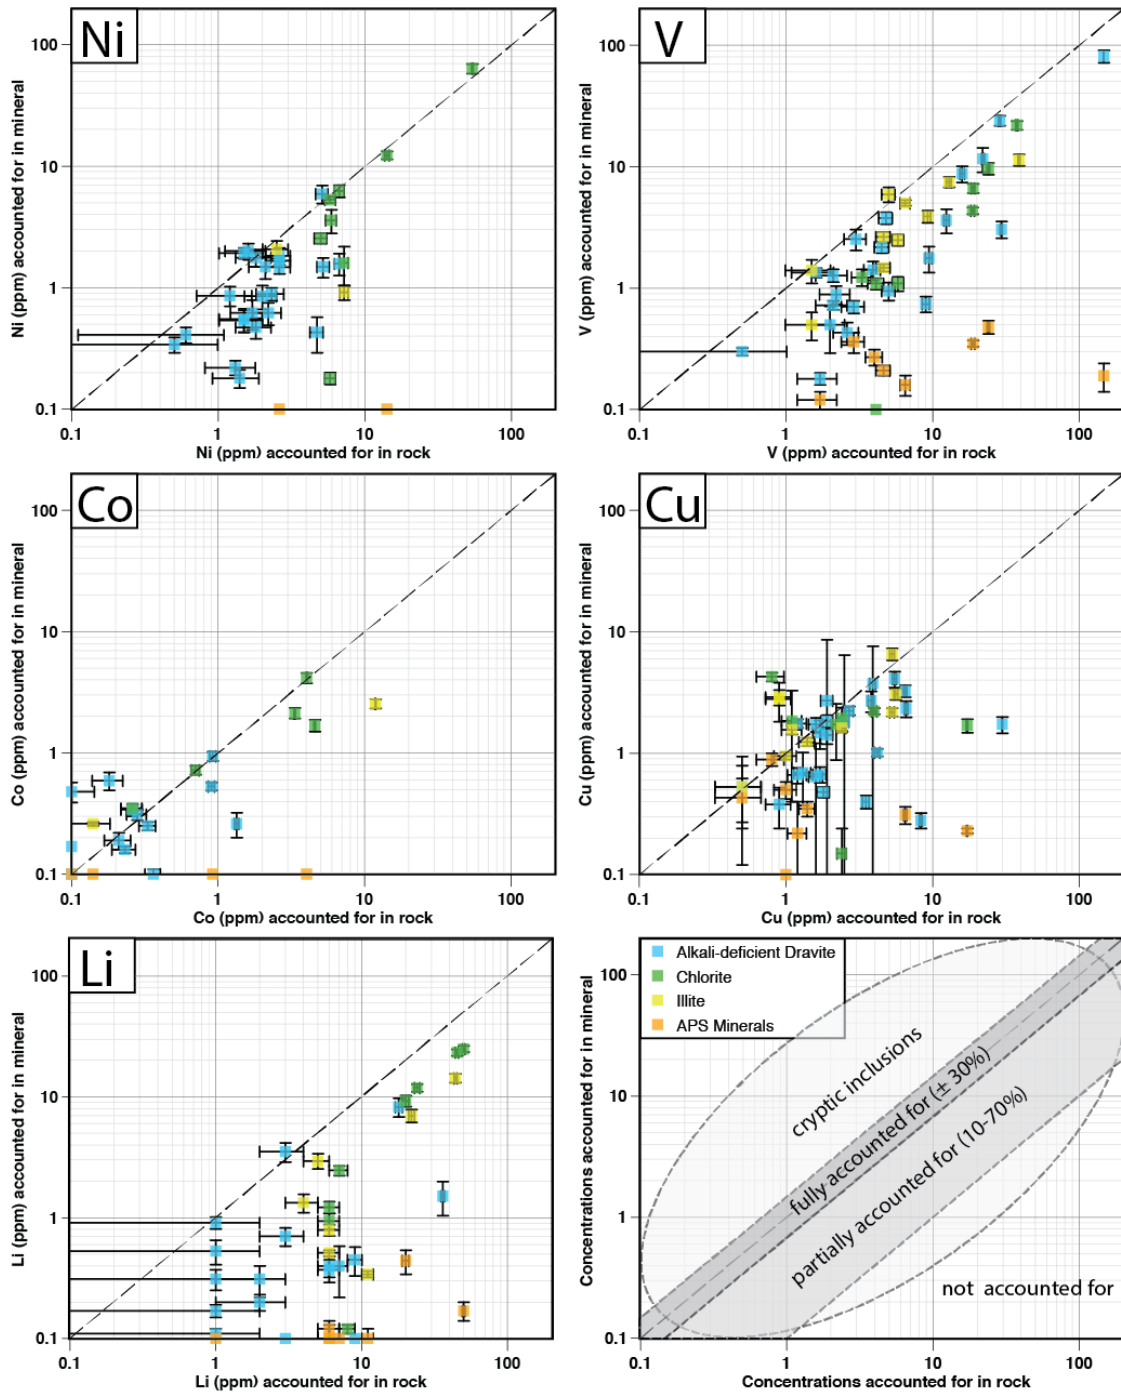 Ni
Ni (ppm) accounted for in mineral
100
10
1
0.1
0.1
1
10
100
Ni (ppm) accounted for in rock
V
V (ppm) accounted for in mineral
100
10
1
0.1
0.1
1
10
100
V (ppm) accounted for in rock
Co
Co (ppm) accounted for in mineral
100
10
1
0.1
0.1
1
10
100
Co (ppm) accounted for in rock
Cu
Cu (ppm) accounted for in mineral
100
10
1
0.1
0.1
1
10
100
Cu (ppm) accounted for in rock
Li
Li (ppm) accounted for in mineral
100
10
1
0.1
0.1
1
10
100
Li (ppm) accounted for in rock
Alkali-deficient Dravite
Chlorite
Illite
APS Minerals
Concentrations accounted for in mineral
100
10
1
0.1
cryptic inclusions
fully accounted for (± 30%)
partially accounted for (10-70%)
not accounted for
0.1
1
10
100
Concentrations accounted for in rock